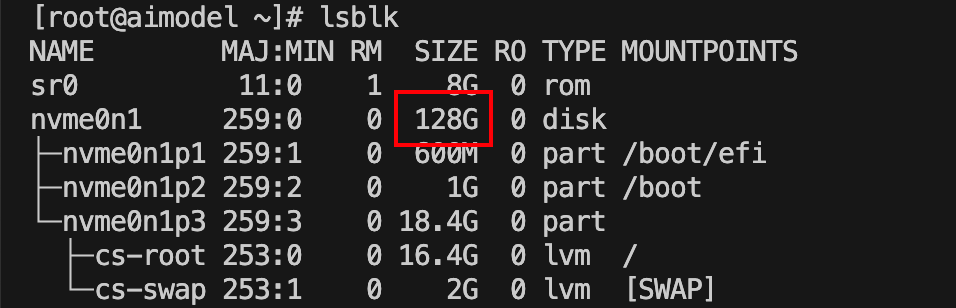 [root@aimodel ~]# lsblk
NAME        MAJ:MIN RM  SIZE RO TYPE MOUNTPOINTS
sr0          11:0    1    8G  0 rom
nvme0n1     259:0    0  128G  0 disk
├─nvme0n1p1 259:1    0  600M  0 part /boot/efi
├─nvme0n1p2 259:2    0    1G  0 part /boot
└─nvme0n1p3 259:3    0 18.4G  0 part
  ├─cs-root 253:0    0 16.4G  0 lvm  /
  └─cs-swap 253:1    0    2G  0 lvm  [SWAP]